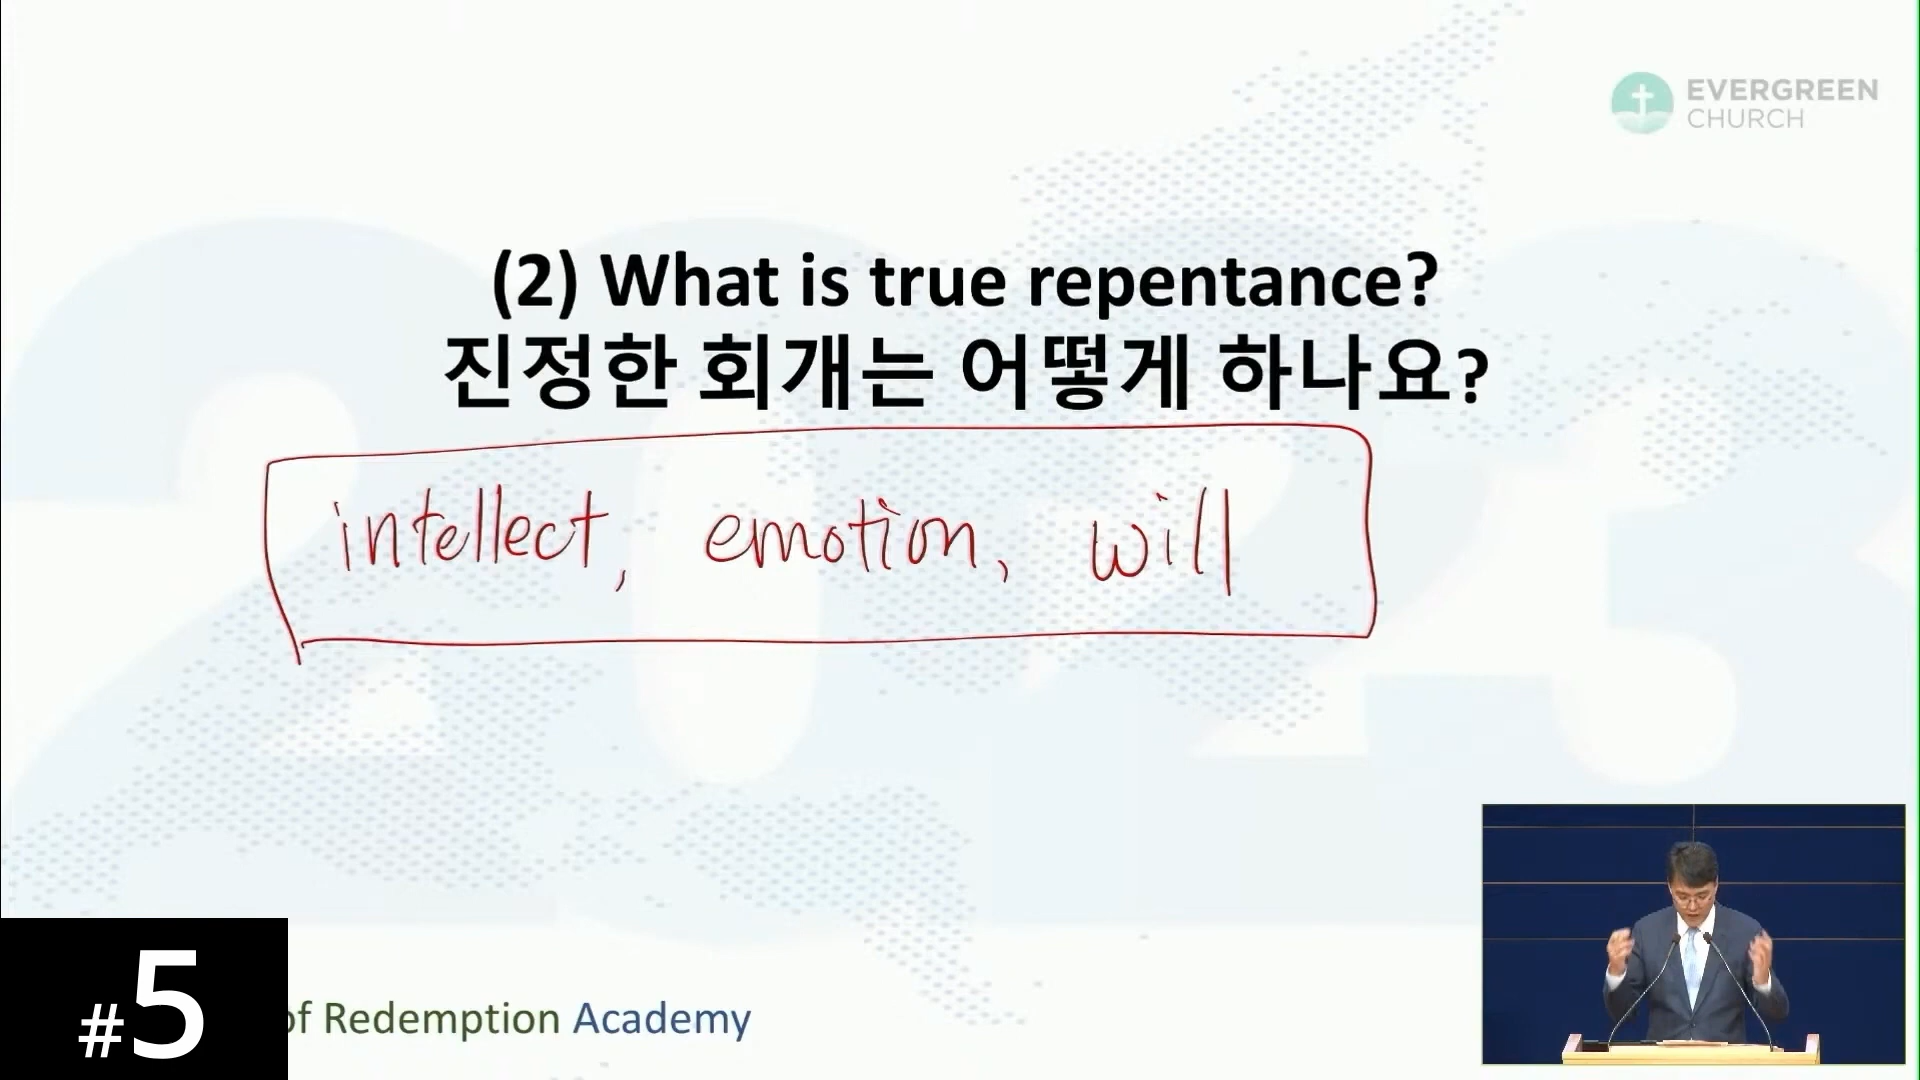 EVERGREEN
CHURCH
(2) What is true repentance?
진정한 회개는 어떻게 하나요?
intellect, emotion, will
#5
of Redemption Academy